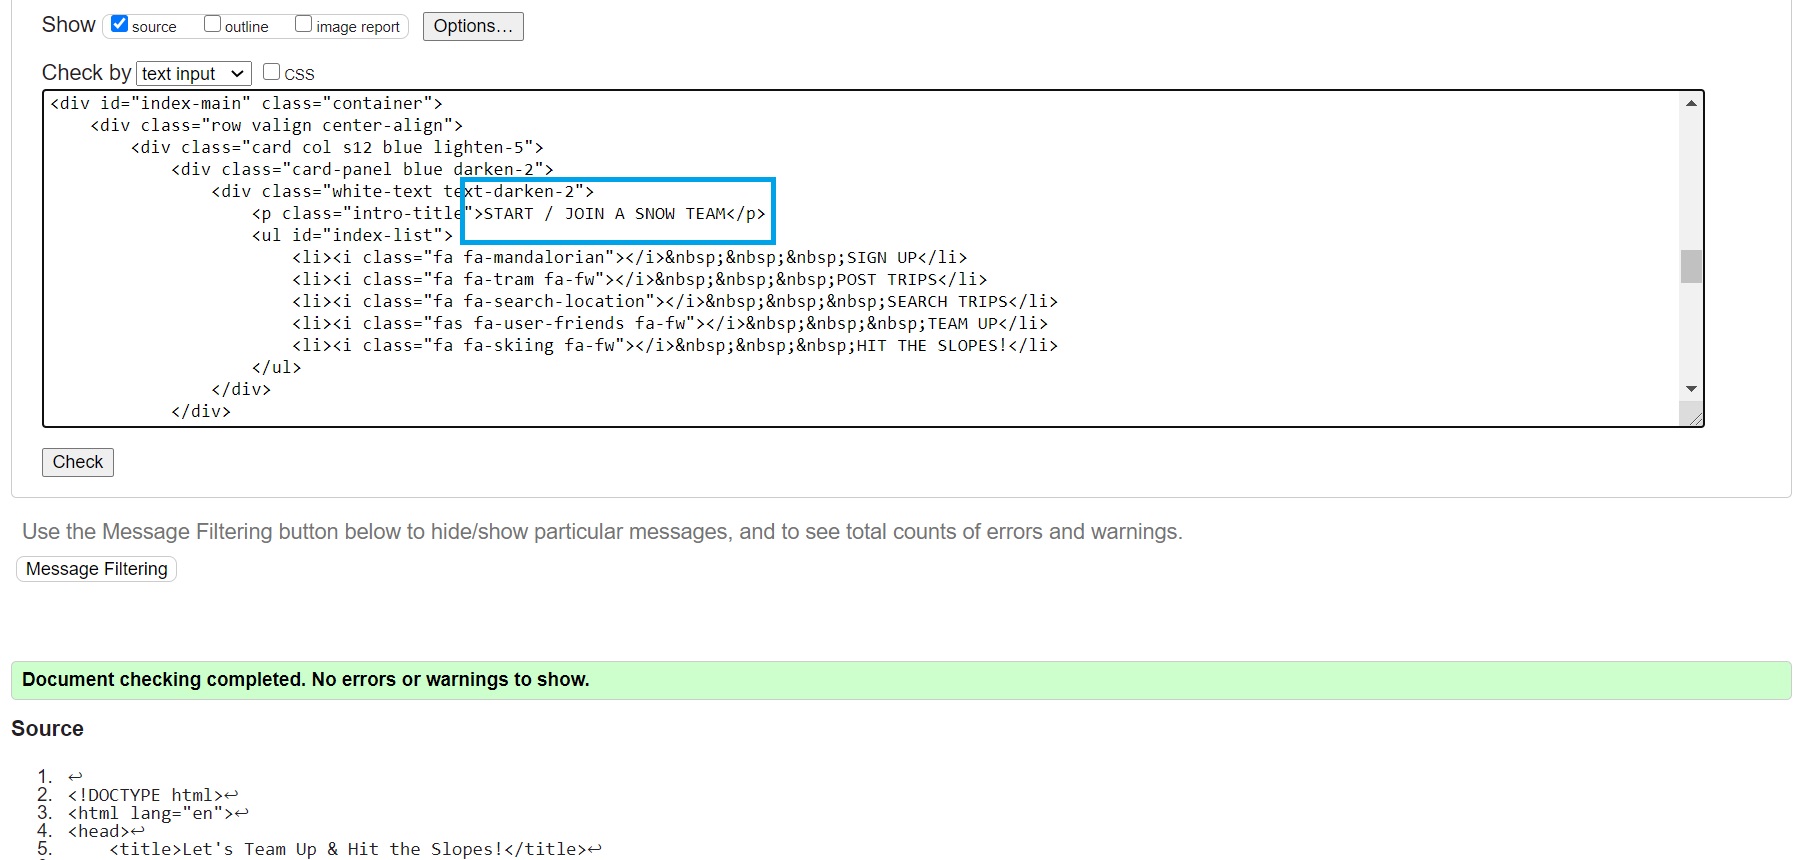 Show source outline image report Options…
Check by text input CSS
<div id="index-main" class="container">
<div class="row valign center-align">
<div class="card col s12 blue lighten-5">
<div class="card-panel blue darken-2">
<div class="white-text text-darken-2">
<p class="intro-title">START / JOIN A SNOW TEAM</p>
<ul id="index-list">
<li><i class="fa fa-mandalorian"></i>&nbsp;&nbsp;&nbsp;SIGN UP</li>
<li><i class="fa fa-tram fa-fw"></i>&nbsp;&nbsp;&nbsp;POST TRIPS</li>
<li><i class="fa fa-search-location"></i>&nbsp;&nbsp;&nbsp;SEARCH TRIPS</li>
<li><i class="fas fa-user-friends fa-fw"></i>&nbsp;&nbsp;&nbsp;TEAM UP</li>
<li><i class="fa fa-skiing fa-fw"></i>&nbsp;&nbsp;&nbsp;HIT THE SLOPES!</li>
</ul>
</div>
</div>
Check
Use the Message Filtering button below to hide/show particular messages, and to see total counts of errors and warnings.
Message Filtering
Document checking completed. No errors or warnings to show.
Source
1. ↩
2. <!DOCTYPE html>↩
3. <html lang="en">↩
4. <head>↩
5. <title>Let's Team Up & Hit the Slopes!</title>↩